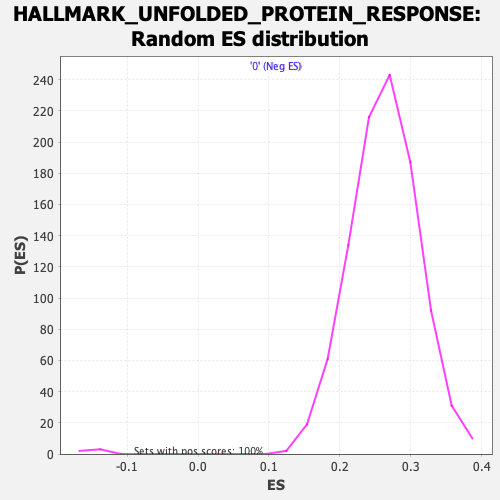 HALLMARK_UNFOLDED_PROTEIN_RESPONSE:
Random ES distribution
'0' (Neg ES)
240
220
200
180
160
140
120
100
80
60
40
20
0
P(ES)
Sets with pos scores: 100%
-0.1 0.0 0.1 0.2 0.3 0.4
ES